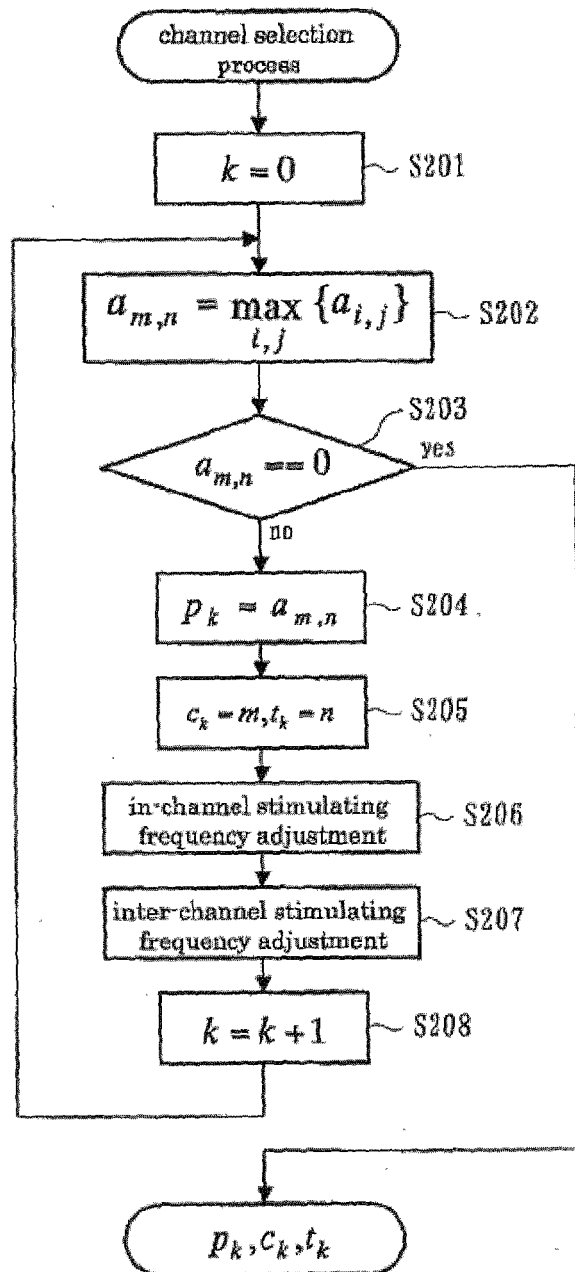 channel selection
process
k = 0
S201
a_{m,n} = max_{i,j} {a_{i,j}}
S202
S203
a_{m,n} == 0
yes
no
p_k = a_{m,n}
S204
c_k = m, t_k = n
S205
in-channel stimulating
frequency adjustment
S206
inter-channel stimulating
frequency adjustment
S207
k = k + 1
S208
p_k, c_k, t_k